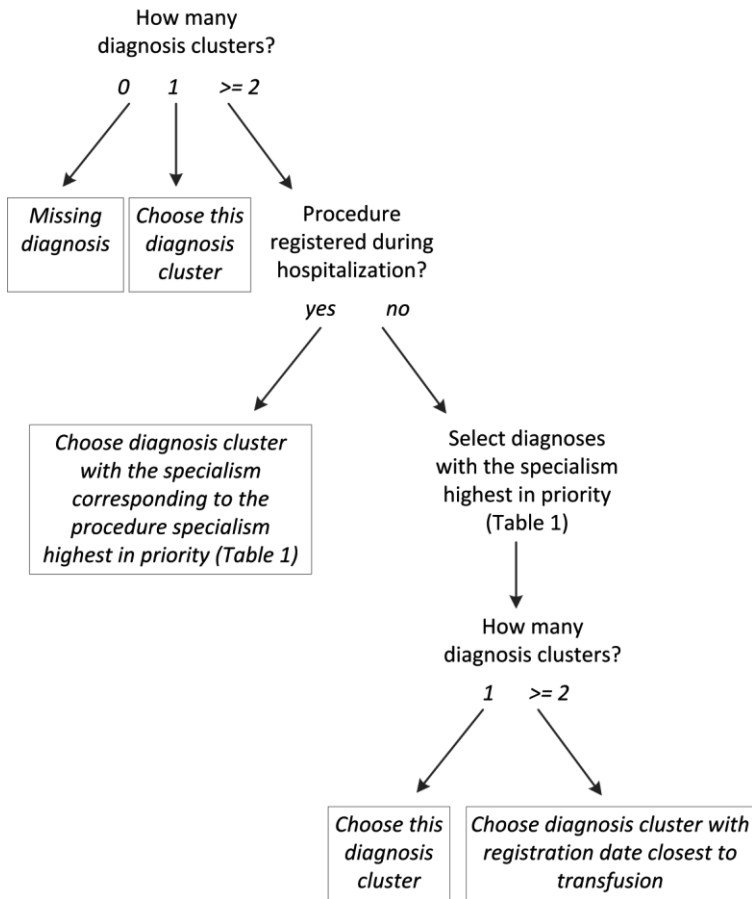 How many
diagnosis clusters?
0 1 >= 2
Missing
diagnosis
Choose this
diagnosis
cluster
Procedure
registered during
hospitalization?
yes no
Choose diagnosis cluster
with the specialism
corresponding to the
procedure specialism
highest in priority (Table 1)
Select diagnoses
with the specialism
highest in priority
(Table 1)
How many
diagnosis clusters?
1 >= 2
Choose this
diagnosis
cluster
Choose diagnosis cluster with
registration date closest to
transfusion